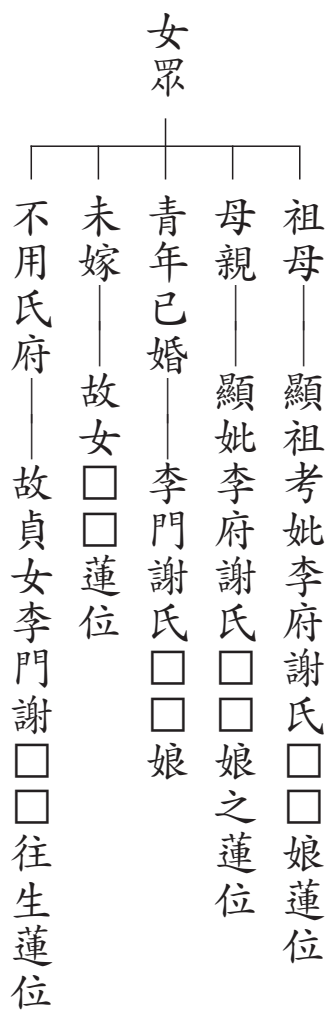 女眾
祖母——顯祖考妣李府謝氏□□娘蓮位
母親——顯妣李府謝氏□□娘之蓮位
青年已婚——李門謝氏□□娘
未嫁——故女□□蓮位
不用氏府——故貞女李門謝□□往生蓮位